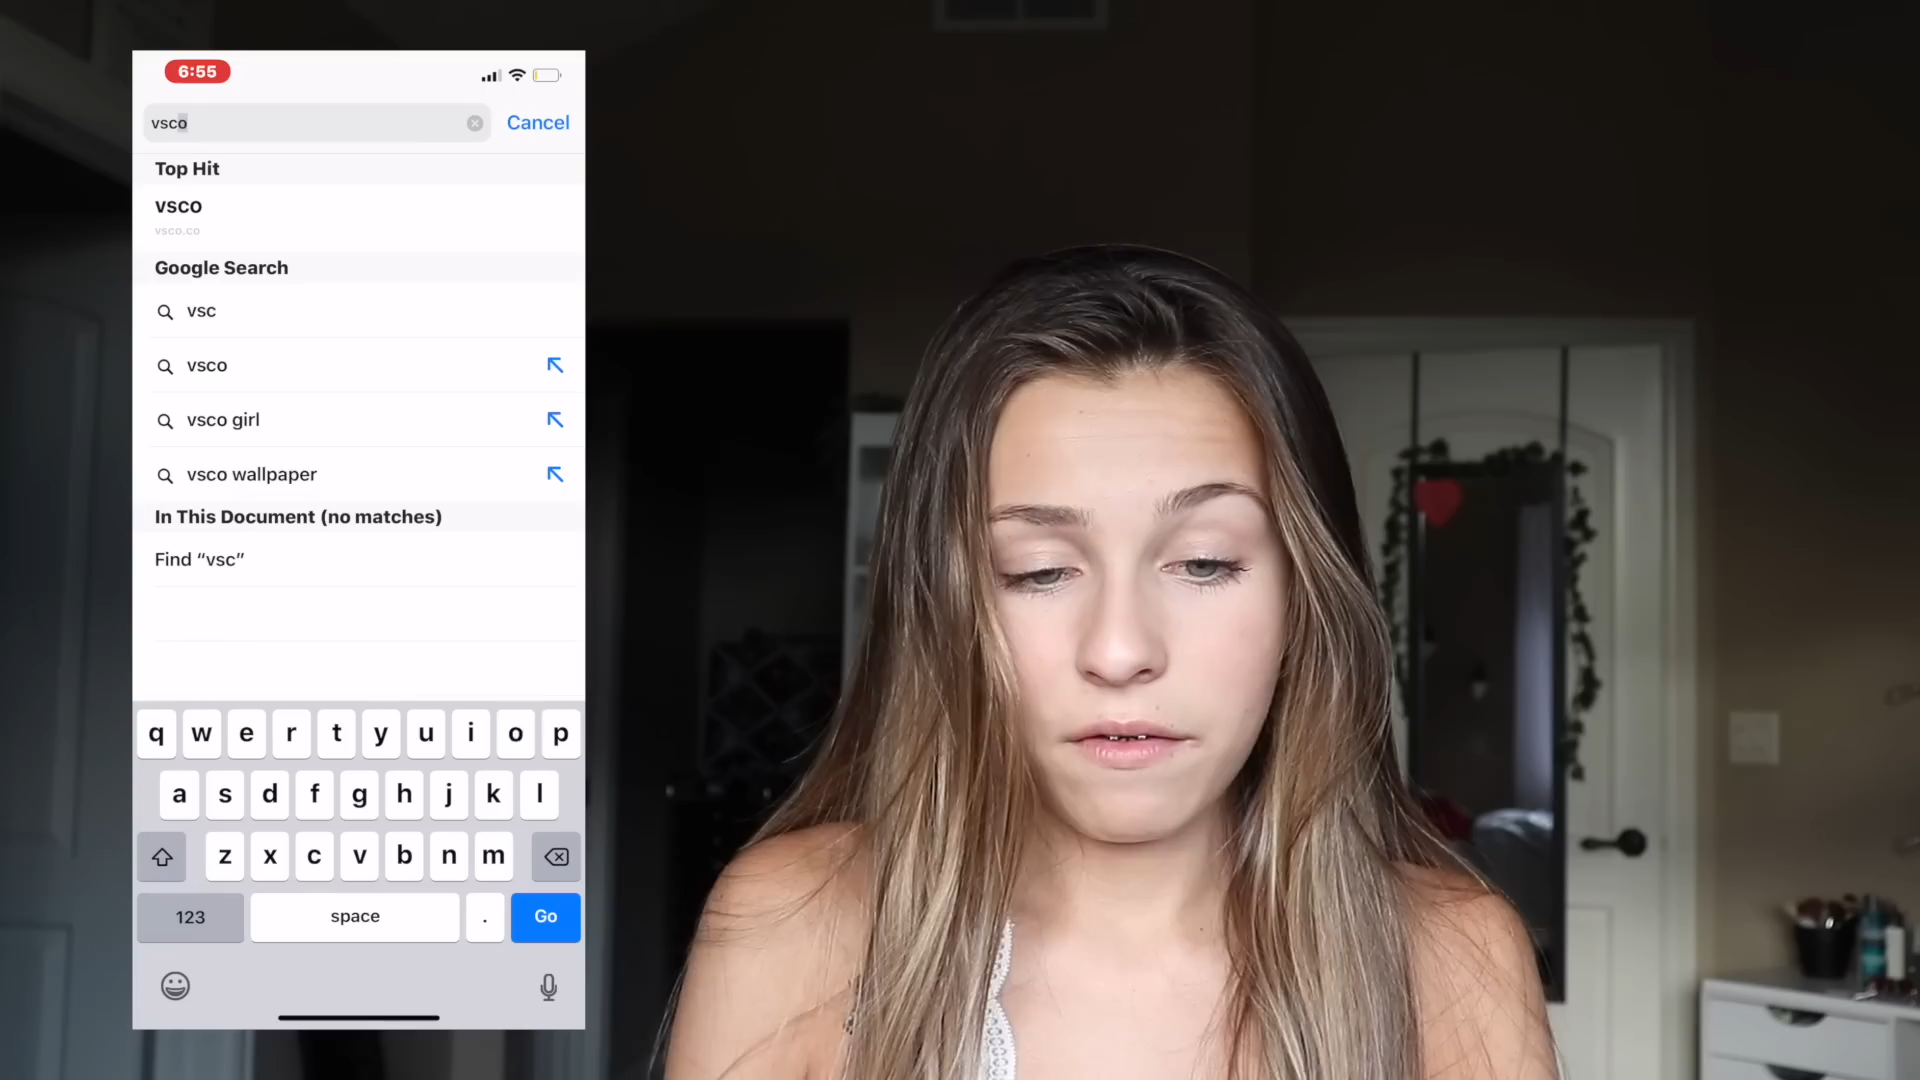 6:55
vsco
Cancel
Top Hit
vsco
vsco.co
Google Search
vsc
vsco
vsco girl
vsco wallpaper
In This Document (no matches)
Find “vsc”
q w e r t y u i o p
a s d f g h j k l
z x c v b n m
123 space . Go